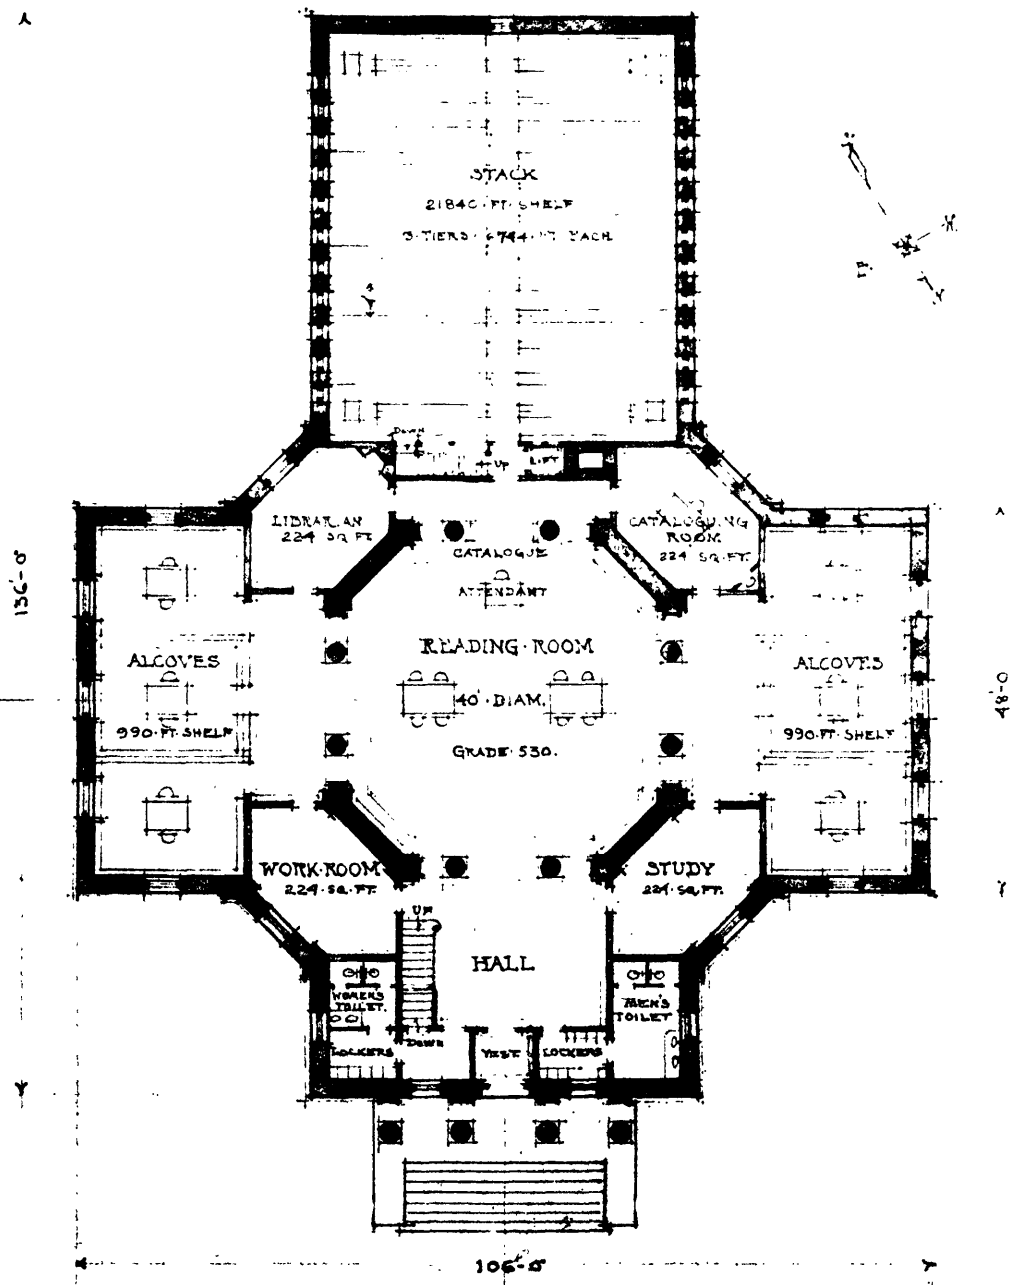 STACK
21840·FT·SHELF
3·TIERS·6744·FT EACH
DOWN
UP
LIFT
LIBRARIAN
224 SQ FT
CATALOGUING
ROOM
224 SQ·FT.
CATALOGUE
ATTENDANT
136'-0"
READING·ROOM
ALCOVES
ALCOVES
48'-0
40'·DIAM.
990·FT·SHELF
990·FT·SHELF
GRADE·530.
WORK·ROOM
224·SQ·FT.
STUDY
224·SQ·FT.
UP
HALL
WOMEN'S
TOILET.
MEN'S
TOILET
DOWN
LOCKERS
VEST
LOCKERS
106'-0"